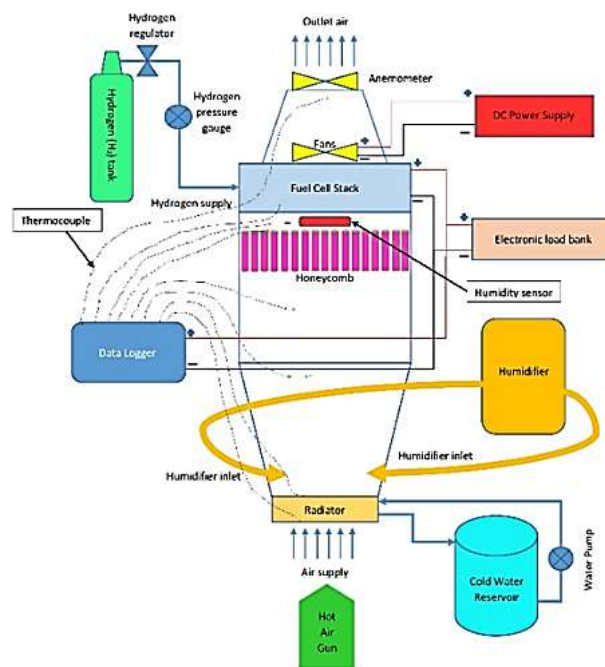 Outlet air
Hydrogen
regulator
Anemometer
Hydrogen (H₂) tank
Hydrogen
pressure
gauge
+
DC Power Supply
−
Fans
+
−
+
Fuel Cell Stack
−
Hydrogen supply
Thermocouple
+
Electronic load bank
−
Honeycomb
Humidity sensor
+
Data Logger
−
Humidifier
Humidifier inlet
Humidifier inlet
Radiator
Air supply
Cold Water
Reservoir
Water Pump
Hot
Air
Gun